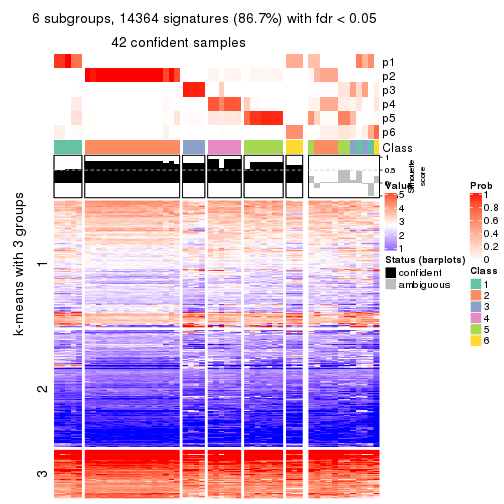 6 subgroups, 14364 signatures (86.7%) with fdr < 0.05
42 confident samples
p1
p2
p3
p4
p5
p6
Class
1
0.5
0
Silhouette
score
k-means with 3 groups
1
2
3
Value
5
4
3
2
1
Status (barplots)
confident
ambiguous
Prob
1
0.8
0.6
0.4
0.2
0
Class
1
2
3
4
5
6